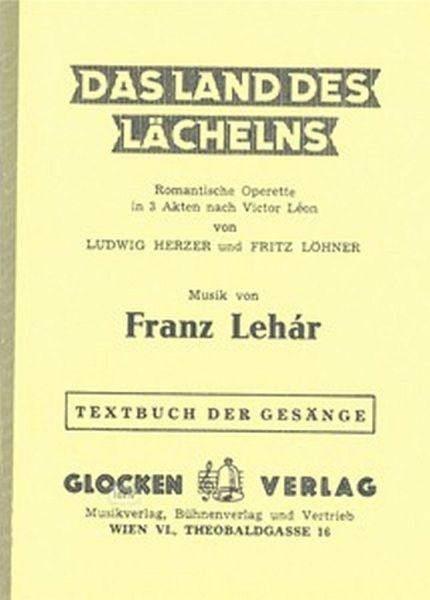 DAS LAND DES
LÄCHELNS
Romantische Operette
in 3 Akten nach Victor Léon
von
LUDWIG HERZER und FRITZ LÖHNER
Musik von
Franz Lehár
TEXTBUCH DER GESÄNGE
GLOCKEN VERLAG
Musikverlag, Bühnenverlag und Vertrieb
WIEN VI., THEOBALDGASSE 16